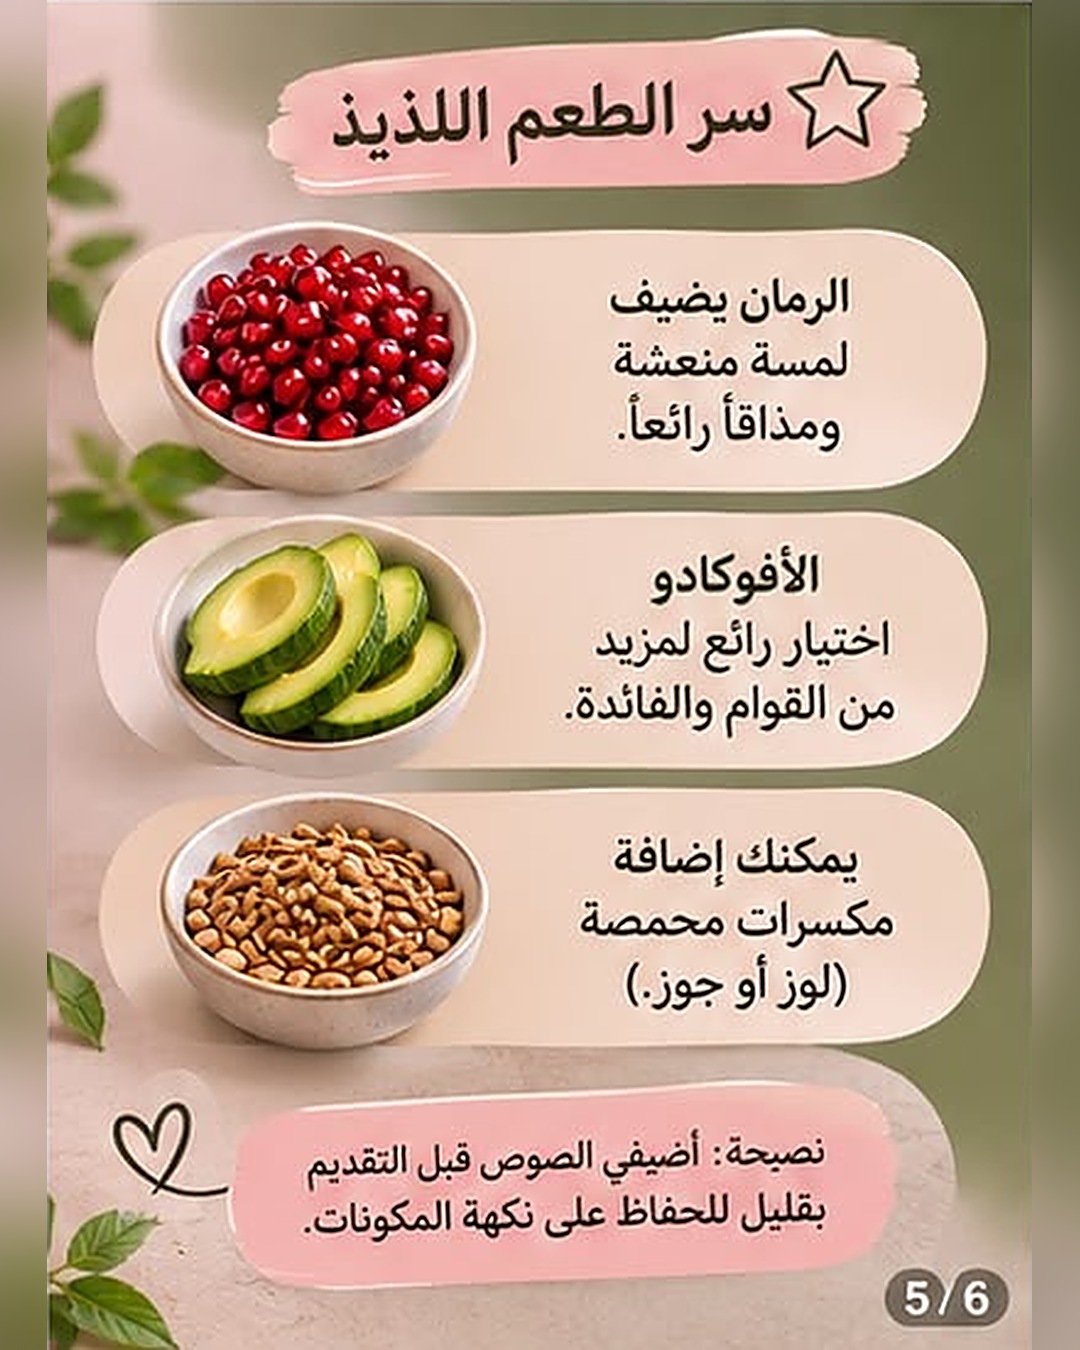 سر الطعم اللذيذ
الرمان يضيف
لمسة منعشة
ومذاقأ رائعاً.
الأفوكادو
اختيار رائع لمزيد
من القوام والفائدة.
يمكنك إضافة
مكسرات محمصة
(لوز أو جوز.)
نصيحة: أضيفي الصوص قبل التقديم
بقليل للحفاظ على نكهة المكونات.
5/6